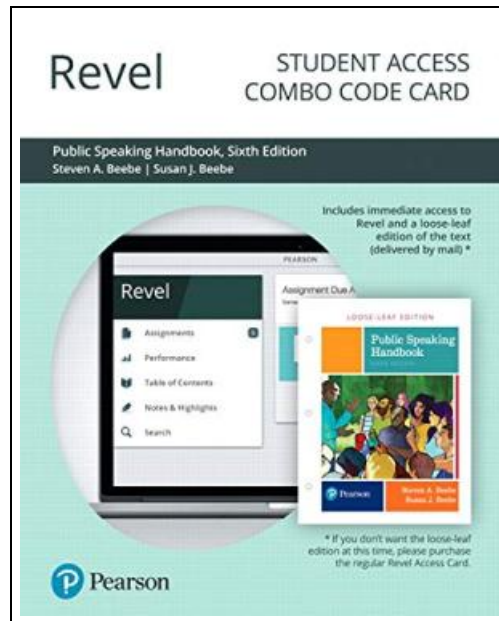 Revel
STUDENT ACCESS
COMBO CODE CARD
Public Speaking Handbook, Sixth Edition
Steven A. Beebe | Susan J. Beebe
Includes immediate access to
Revel and a loose-leaf
edition of the text
(delivered by mail) *
PEARSON
Revel
Assignments
Performance
Table of Contents
Notes & Highlights
Search
Assignment Due
LOOSE-LEAF EDITION
Public Speaking
Handbook
Pearson
Steven A. Beebe
Susan J. Beebe
* If you don't want the loose-leaf
edition at this time, please purchase
the regular Revel Access Card.
Pearson